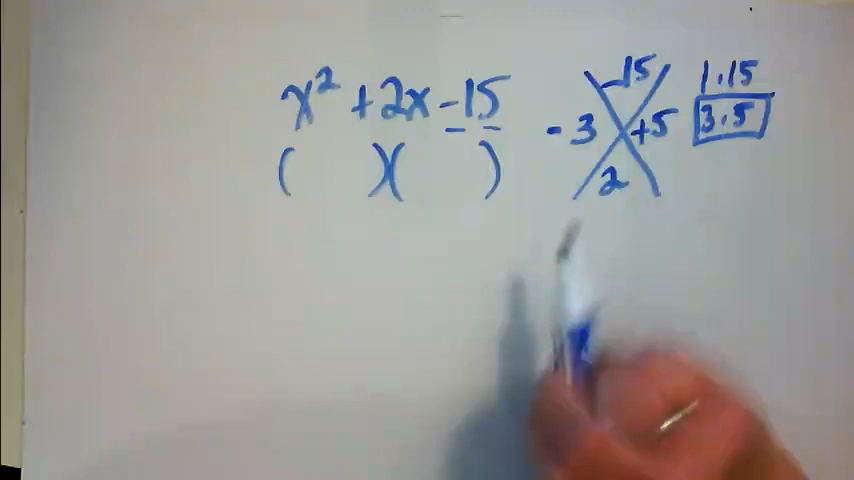 x² + 2x - 15
( )( )
-15
-3 +5
2
1·15
3·5